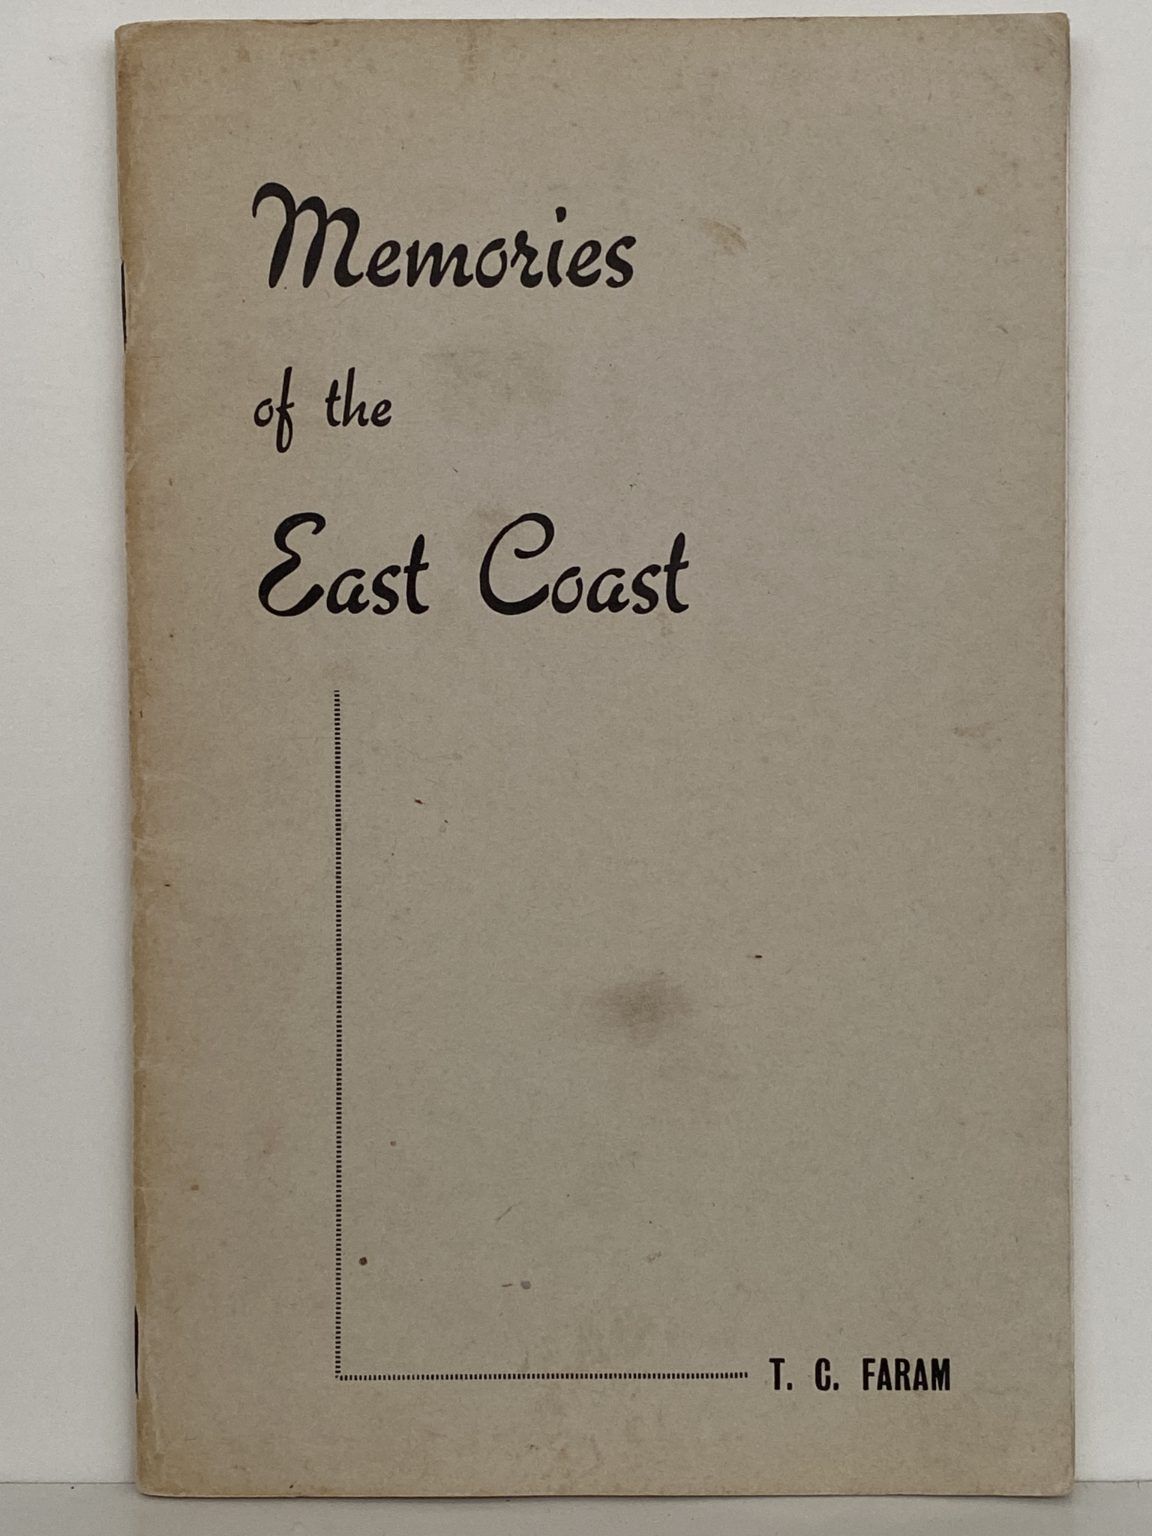 Memories
of the
East Coast
T. C. FARAM